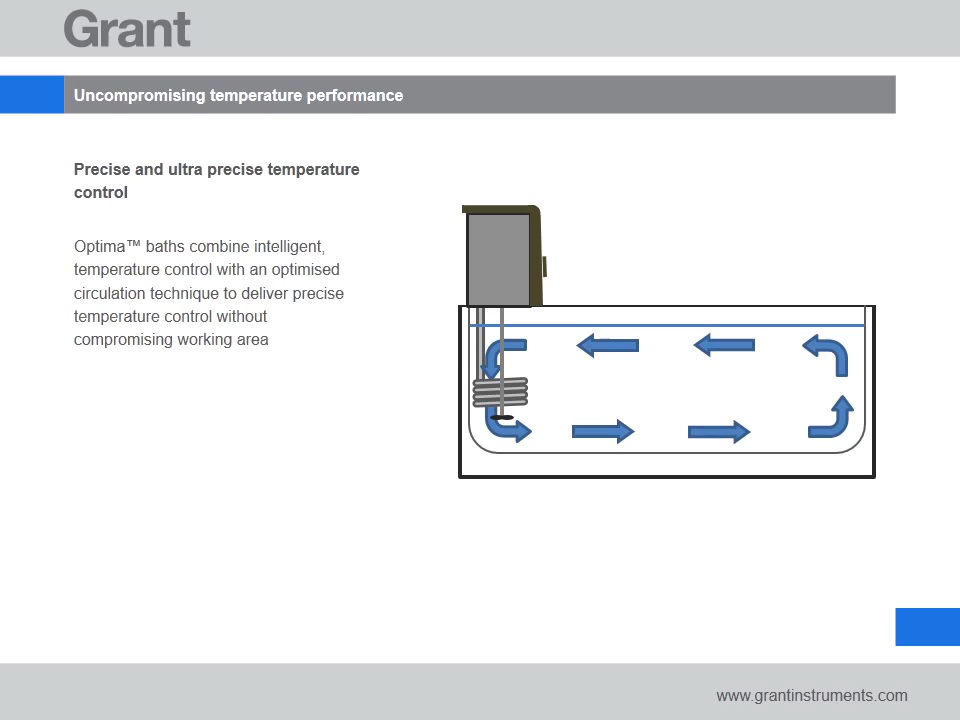 Grant
Uncompromising temperature performance
Precise and ultra precise temperature
control
Optima™ baths combine intelligent,
temperature control with an optimised
circulation technique to deliver precise
temperature control without
compromising working area
www.grantinstruments.com